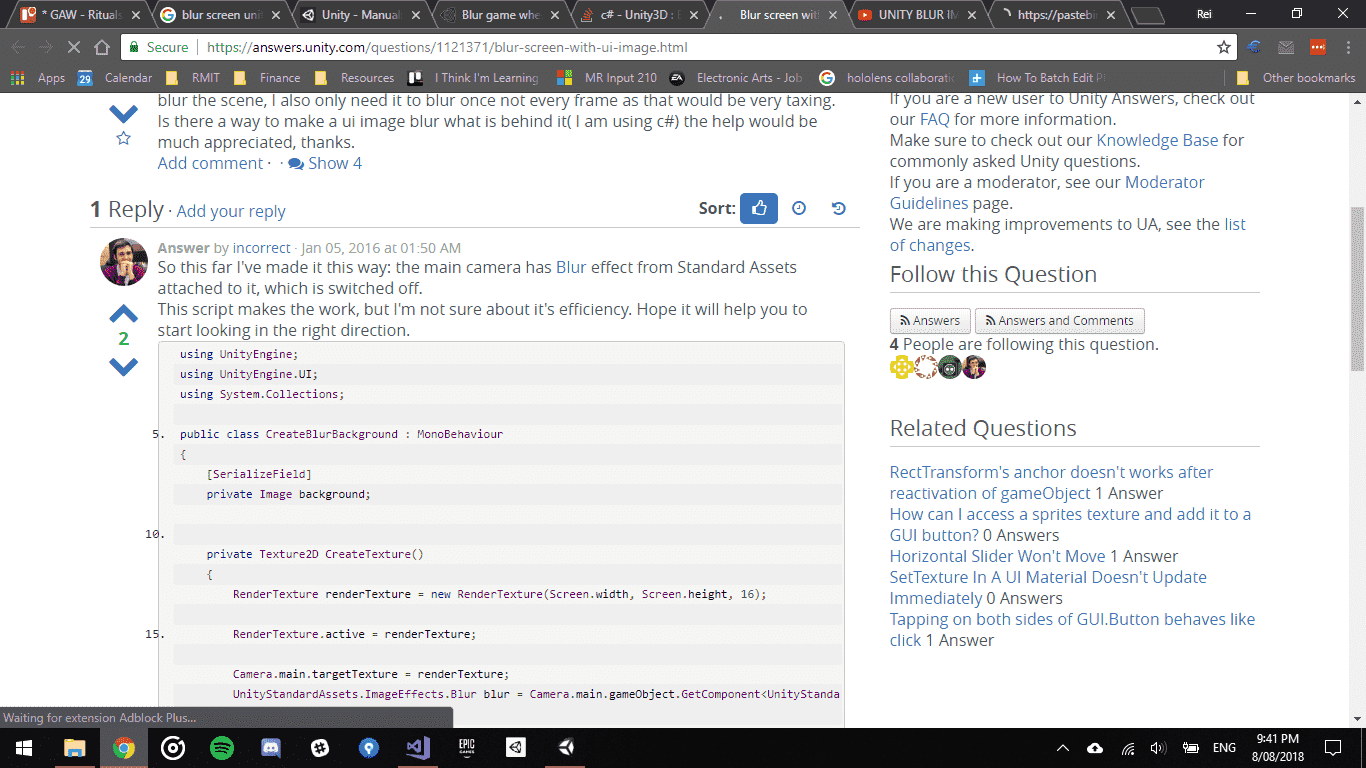 * GAW - Rituals
blur screen uni
Unity - Manual
Blur game whe
c# - Unity3D : B
Blur screen with
UNITY BLUR IM
https://pastebi
Rei
Secure
https://answers.unity.com/questions/1121371/blur-screen-with-ui-image.html
Apps
29
Calendar
RMIT
Finance
Resources
I Think I'm Learning
MR Input 210
Electronic Arts - Job
hololens collaborati
How To Batch Edit P
Other bookmarks
blur the scene, I also only need it to blur once not every frame as that would be very taxing.
Is there a way to make a ui image blur what is behind it( I am using c#) the help would be
much appreciated, thanks.
Add comment · · Show 4
1 Reply · Add your reply
Sort:
Answer by incorrect · Jan 05, 2016 at 01:50 AM
So this far I've made it this way: the main camera has Blur effect from Standard Assets
attached to it, which is switched off.
This script makes the work, but I'm not sure about it's efficiency. Hope it will help you to
start looking in the right direction.
2
using UnityEngine;
using UnityEngine.UI;
using System.Collections;
5. public class CreateBlurBackground : MonoBehaviour
{
[SerializeField]
private Image background;
10.
private Texture2D CreateTexture()
{
RenderTexture renderTexture = new RenderTexture(Screen.width, Screen.height, 16);
15. RenderTexture.active = renderTexture;
Camera.main.targetTexture = renderTexture;
UnityStandardAssets.ImageEffects.Blur blur = Camera.main.gameObject.GetComponent<UnityStanda
If you are a new user to Unity Answers, check out
our FAQ for more information.
Make sure to check out our Knowledge Base for
commonly asked Unity questions.
If you are a moderator, see our Moderator
Guidelines page.
We are making improvements to UA, see the list
of changes.
Follow this Question
Answers
Answers and Comments
4 People are following this question.
Related Questions
RectTransform's anchor doesn't works after
reactivation of gameObject 1 Answer
How can I access a sprites texture and add it to a
GUI button? 0 Answers
Horizontal Slider Won't Move 1 Answer
SetTexture In A UI Material Doesn't Update
Immediately 0 Answers
Tapping on both sides of GUI.Button behaves like
click 1 Answer
Waiting for extension Adblock Plus...
EPIC
GAMES
ENG
9:41 PM
8/08/2018